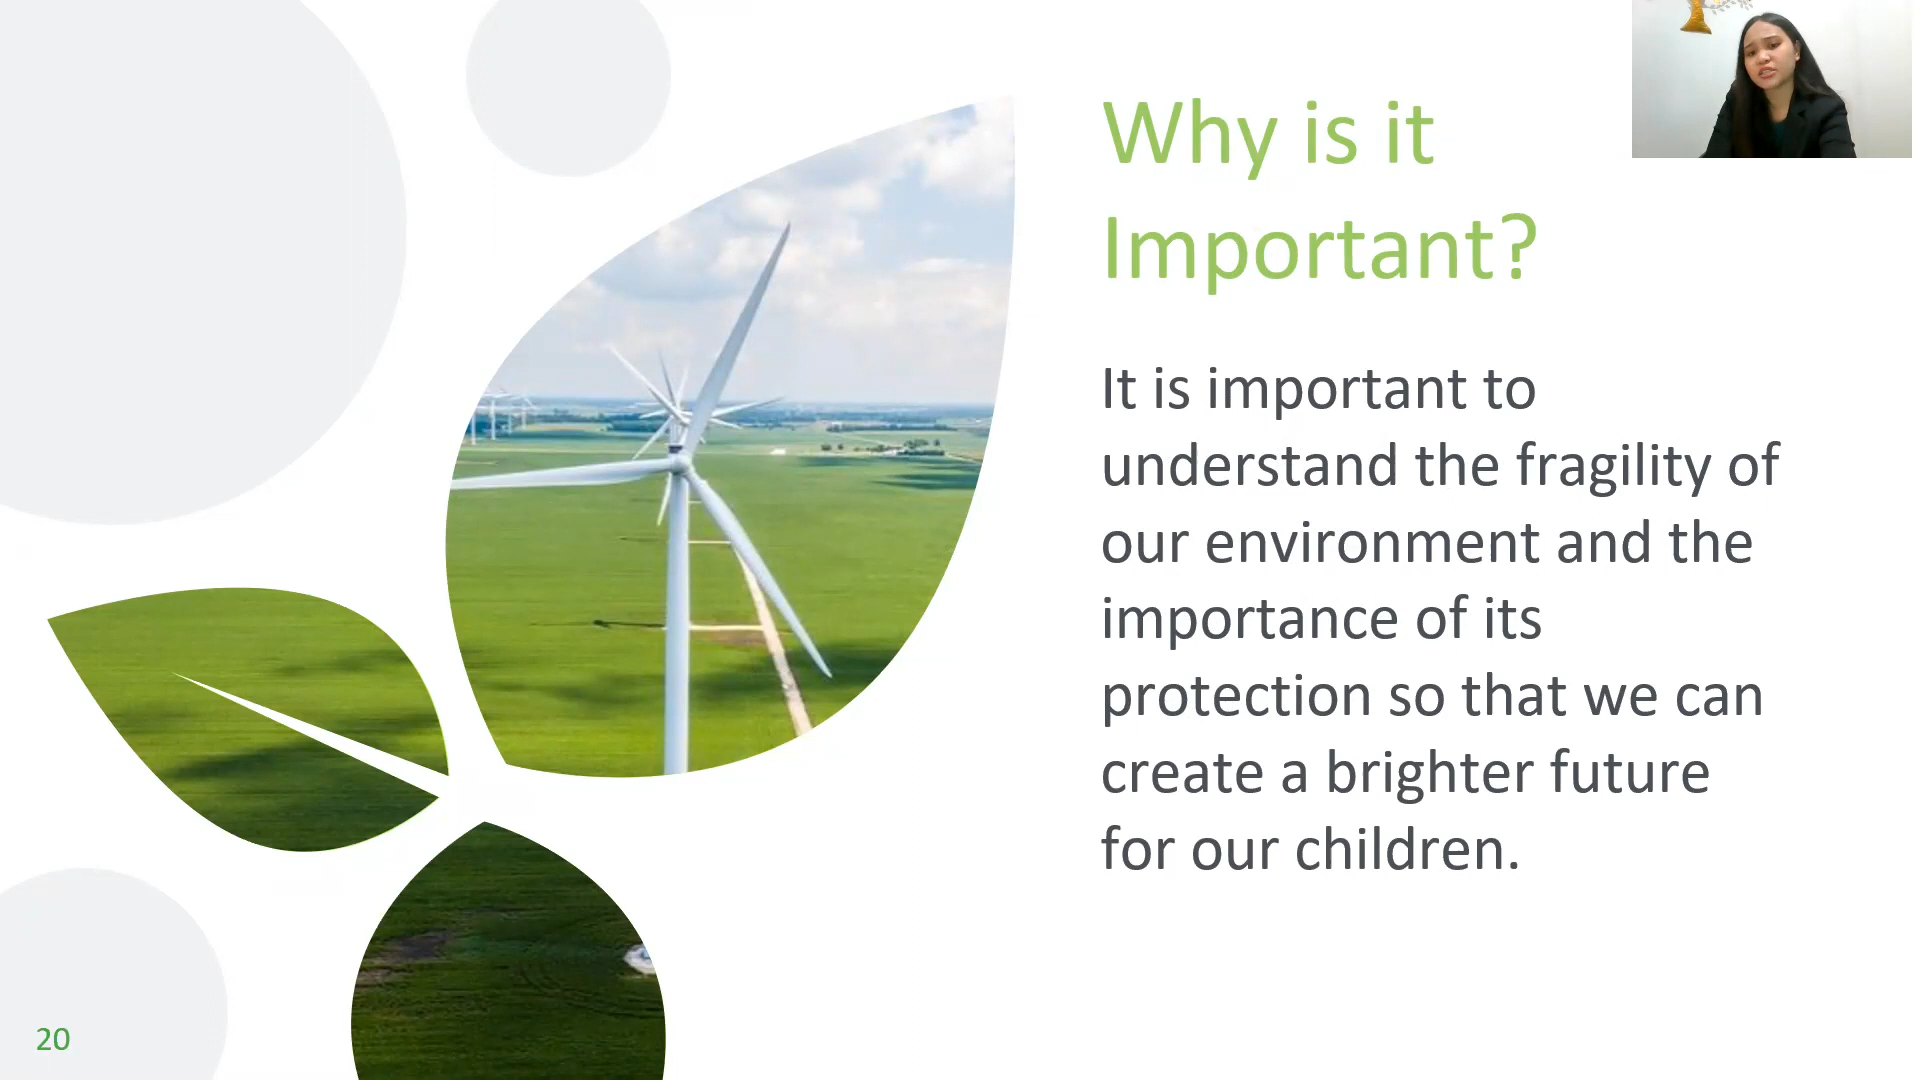 Why is it
Important?
It is important to
understand the fragility of
our environment and the
importance of its
protection so that we can
create a brighter future
for our children.
20